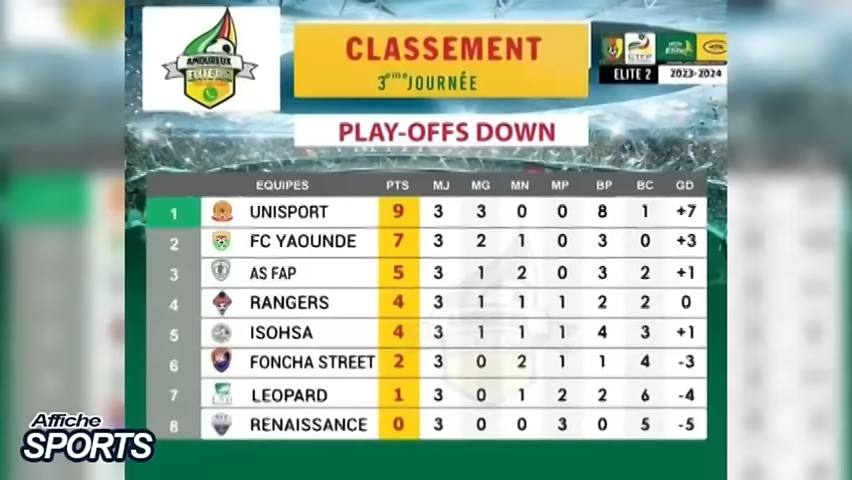 AMOUREUX
CLASSEMENT
3eme JOURNÉE
ELITE 2 2023-2024
PLAY-OFFS DOWN
EQUIPES PTS MJ MG MN MP BP BC GD
1 UNISPORT 9 3 3 0 0 8 1 +7
2 FC YAOUNDE 7 3 2 1 0 3 0 +3
3 AS FAP 5 3 1 2 0 3 2 +1
4 RANGERS 4 3 1 1 1 2 2 0
5 ISOHSA 4 3 1 1 1 4 3 +1
6 FONCHA STREET 2 3 0 2 1 1 4 -3
7 LEOPARD 1 3 0 1 2 2 6 -4
8 RENAISSANCE 0 3 0 0 3 0 5 -5
Affiche
SPORTS